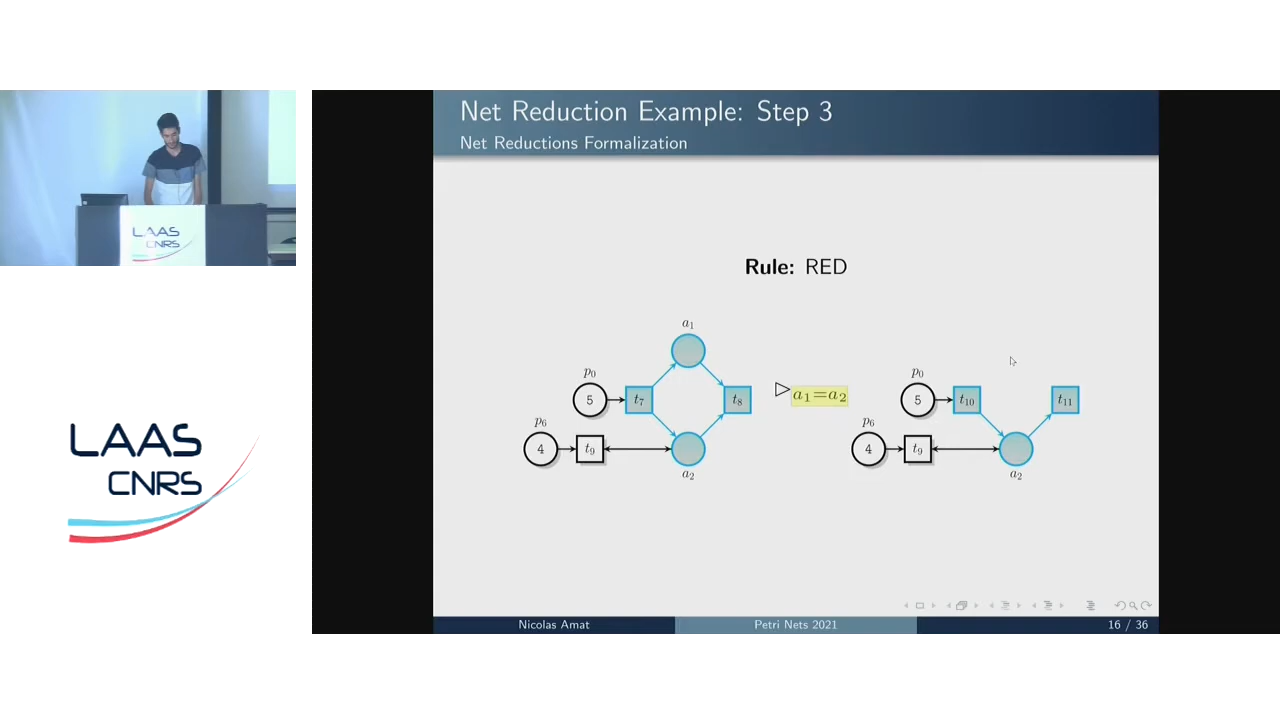 Net Reduction Example: Step 3
Net Reductions Formalization
Rule: RED
a₁
p₀
5
t₇
t₈
p₆
4
t₉
a₂
▷ a₁=a₂
p₀
5
t₁₀
t₁₁
p₆
4
t₉
a₂
Nicolas Amat
Petri Nets 2021
16 / 36
LAAS
CNRS
LAAS
CNRS